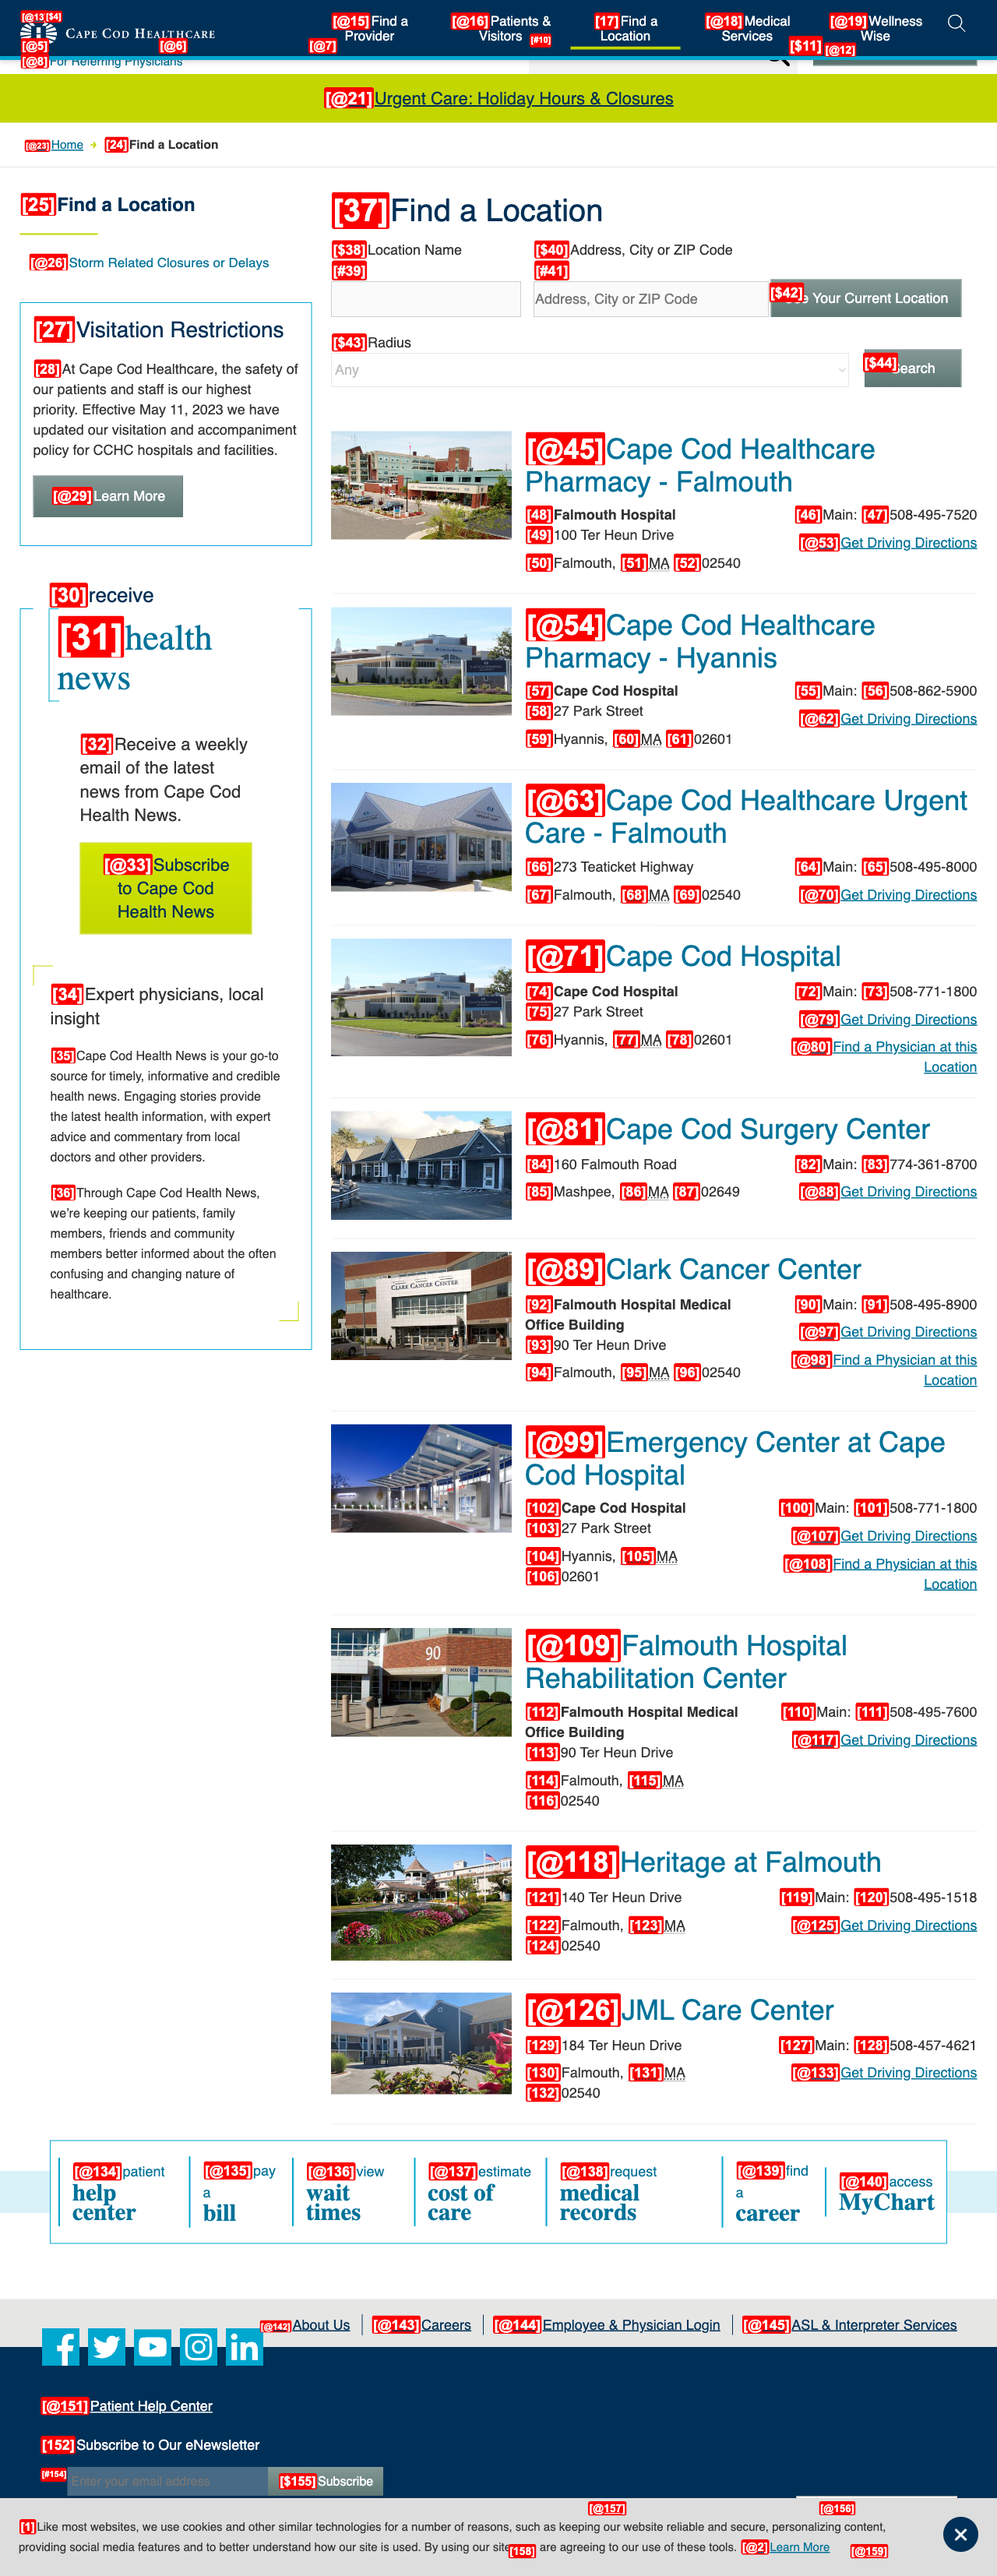 [@13] [$4]
CAPE COD HEALTHCARE
[@5] [@6] [@7]
[@8]For Referring Physicians
[@15]Find a Provider
[@16]Patients & Visitors [#10]
[17]Find a Location
[@18]Medical Services
[@19]Wellness Wise
[$11] [@12]
[@21]Urgent Care: Holiday Hours & Closures
[@23]Home [24]Find a Location
[25]Find a Location
[@26]Storm Related Closures or Delays
[27]Visitation Restrictions
[28]At Cape Cod Healthcare, the safety of
our patients and staff is our highest
priority. Effective May 11, 2023 we have
updated our visitation and accompaniment
policy for CCHC hospitals and facilities.
[@29]Learn More
[30]receive
[31]health
news
[32]Receive a weekly
email of the latest
news from Cape Cod
Health News.
[@33]Subscribe
to Cape Cod
Health News
[34]Expert physicians, local
insight
[35]Cape Cod Health News is your go-to
source for timely, informative and credible
health news. Engaging stories provide
the latest health information, with expert
advice and commentary from local
doctors and other providers.
[36]Through Cape Cod Health News,
we're keeping our patients, family
members, friends and community
members better informed about the often
confusing and changing nature of
healthcare.
[37]Find a Location
[$38]Location Name
[#39]
[$40]Address, City or ZIP Code
[#41]
Address, City or ZIP Code
[$42] Your Current Location
[$43]Radius
Any
[$44]Search
[@45]Cape Cod Healthcare
Pharmacy - Falmouth
[48]Falmouth Hospital
[49]100 Ter Heun Drive
[50]Falmouth, [51]MA [52]02540
[46]Main: [47]508-495-7520
[@53]Get Driving Directions
[@54]Cape Cod Healthcare
Pharmacy - Hyannis
[57]Cape Cod Hospital
[58]27 Park Street
[59]Hyannis, [60]MA [61]02601
[55]Main: [56]508-862-5900
[@62]Get Driving Directions
[@63]Cape Cod Healthcare Urgent
Care - Falmouth
[66]273 Teaticket Highway
[67]Falmouth, [68]MA [69]02540
[64]Main: [65]508-495-8000
[@70]Get Driving Directions
[@71]Cape Cod Hospital
[74]Cape Cod Hospital
[75]27 Park Street
[76]Hyannis, [77]MA [78]02601
[72]Main: [73]508-771-1800
[@79]Get Driving Directions
[@80]Find a Physician at this
Location
[@81]Cape Cod Surgery Center
[84]160 Falmouth Road
[85]Mashpee, [86]MA [87]02649
[82]Main: [83]774-361-8700
[@88]Get Driving Directions
CLARK CANCER CENTER
[@89]Clark Cancer Center
[92]Falmouth Hospital Medical
Office Building
[93]90 Ter Heun Drive
[94]Falmouth, [95]MA [96]02540
[90]Main: [91]508-495-8900
[@97]Get Driving Directions
[@98]Find a Physician at this
Location
[@99]Emergency Center at Cape
Cod Hospital
[102]Cape Cod Hospital
[103]27 Park Street
[104]Hyannis, [105]MA
[106]02601
[100]Main: [101]508-771-1800
[@107]Get Driving Directions
[@108]Find a Physician at this
Location
90
[@109]Falmouth Hospital
Rehabilitation Center
[112]Falmouth Hospital Medical
Office Building
[113]90 Ter Heun Drive
[114]Falmouth, [115]MA
[116]02540
[110]Main: [111]508-495-7600
[@117]Get Driving Directions
[@118]Heritage at Falmouth
[121]140 Ter Heun Drive
[122]Falmouth, [123]MA
[124]02540
[119]Main: [120]508-495-1518
[@125]Get Driving Directions
[@126]JML Care Center
[129]184 Ter Heun Drive
[130]Falmouth, [131]MA
[132]02540
[127]Main: [128]508-457-4621
[@133]Get Driving Directions
[@134]patient
help
center
[@135]pay
a
bill
[@136]view
wait
times
[@137]estimate
cost of
care
[@138]request
medical
records
[@139]find
a
career
[@140]access
MyChart
[@142]About Us [@143]Careers [@144]Employee & Physician Login [@145]ASL & Interpreter Services
[@151]Patient Help Center
[152]Subscribe to Our eNewsletter
[#154] Enter your email address [$155]Subscribe
[@157] [@156]
[1]Like most websites, we use cookies and other similar technologies for a number of reasons, such as keeping our website reliable and secure, personalizing content,
providing social media features and to better understand how our site is used. By using our site [158] are agreeing to our use of these tools. [@2]Learn More [@159]